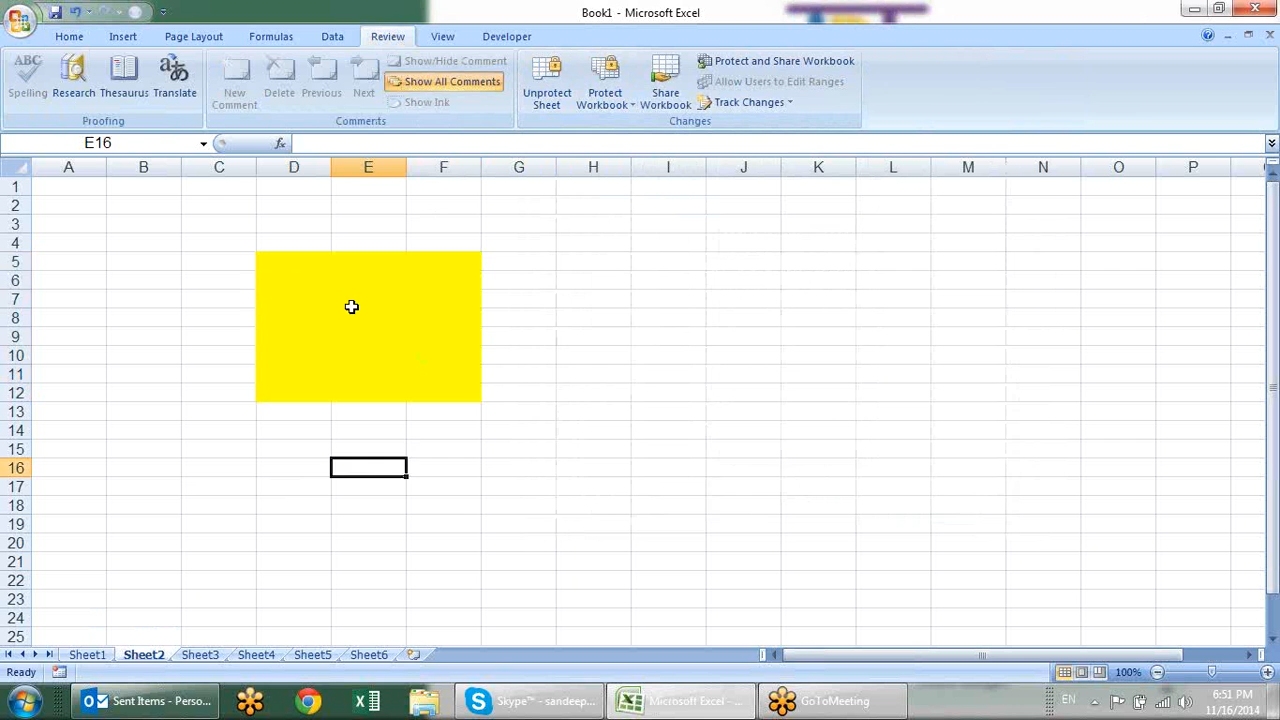 Book1 - Microsoft Excel
Home Insert Page Layout Formulas Data Review View Developer
Spelling Research Thesaurus Translate
Proofing
New Comment Delete Previous Next
Show/Hide Comment
Show All Comments
Show Ink
Comments
Unprotect Sheet
Protect Workbook
Share Workbook
Protect and Share Workbook
Allow Users to Edit Ranges
Track Changes
Changes
E16 fx
A B C D E F G H I J K L M N O P
1
2
3
4
5
6
7
8
9
10
11
12
13
14
15
16
17
18
19
20
21
22
23
24
25
Sheet1 Sheet2 Sheet3 Sheet4 Sheet5 Sheet6
Ready 100%
Sent Items - Perso... Skype™ - sandeep... Microsoft Excel - ... GoToMeeting EN 6:51 PM
11/16/2014